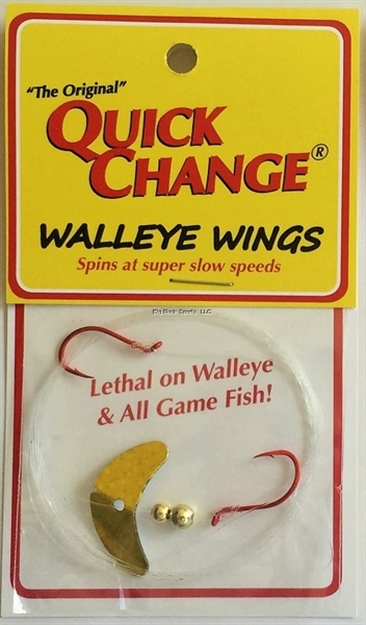 "The Original"
QUICK
CHANGE®
WALLEYE WINGS
Spins at super slow speeds
Lethal on Walleye
& All Game Fish!